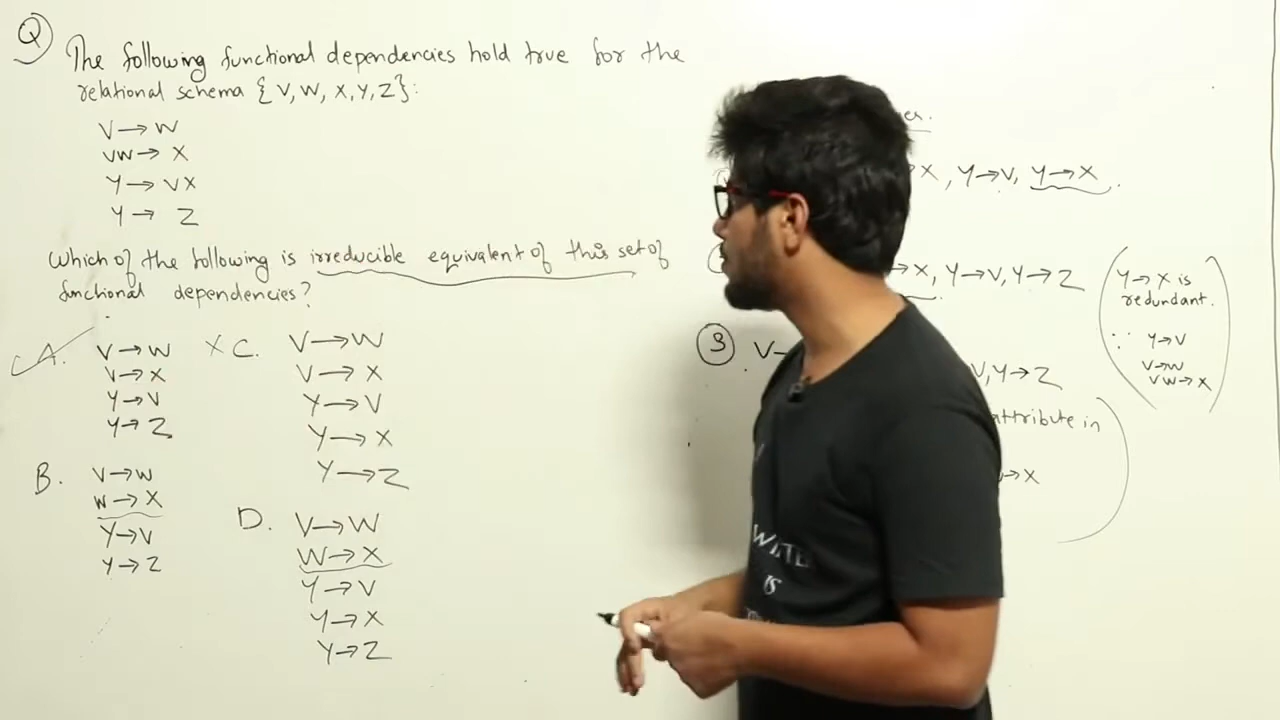 Q
The following functional dependencies hold true for the
relational schema {V, W, X, Y, Z}:
V → W
VW → X
Y → VX
Y → Z
Which of the following is irreducible equivalent of this set of
functional dependencies?
A. V → W
V → X
Y → V
Y → Z
B. V → W
W → X
Y → V
Y → Z
X C. V → W
V → X
Y → V
Y → X
Y → Z
D. V → W
W → X
Y → V
Y → X
Y → Z
→ X, Y → V, Y → X.
→ X, Y → V, Y → Z
3 V
V, Y → Z
attribute in
→ X
Y → X is
redundant.
∵ Y → V
V → W
VW → X
IS